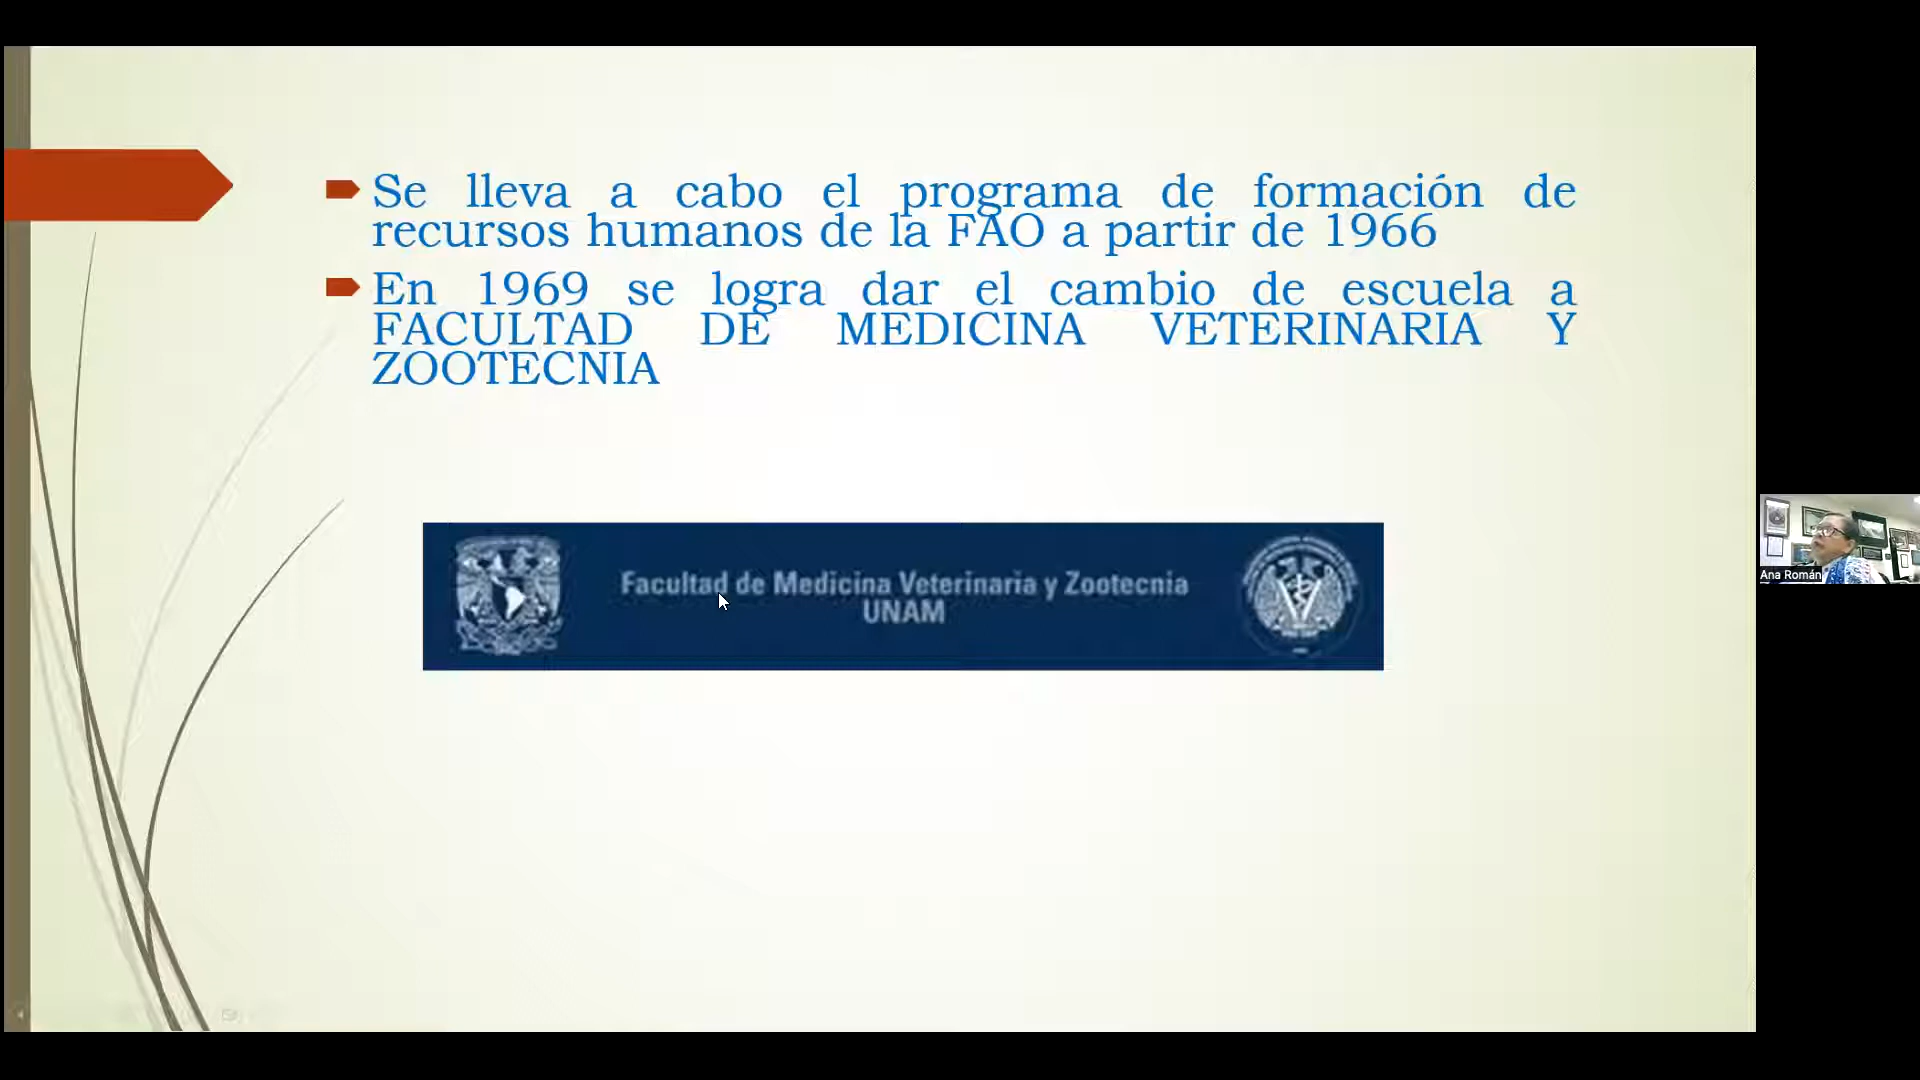 Se lleva a cabo el programa de formación de
recursos humanos de la FAO a partir de 1966
En 1969 se logra dar el cambio de escuela a
FACULTAD DE MEDICINA VETERINARIA Y
ZOOTECNIA
Facultad de Medicina Veterinaria y Zootecnia
UNAM
Ana Román